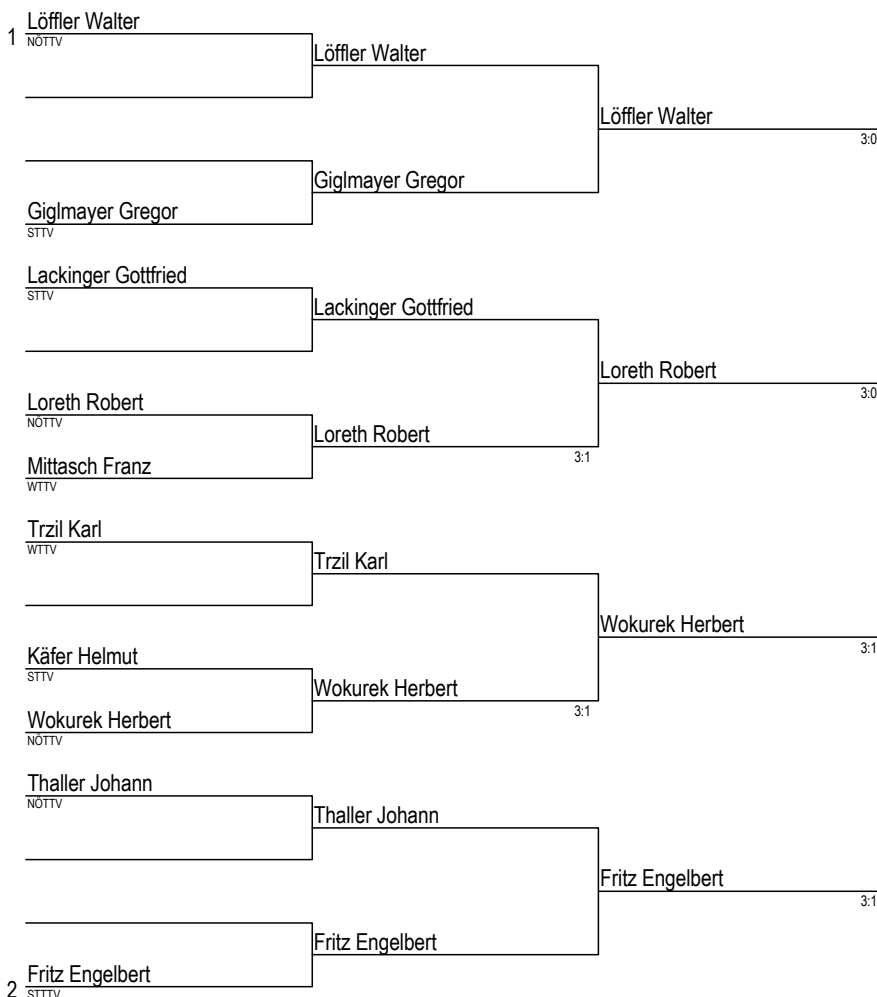 1 Löffler Walter
NÖTTV
Löffler Walter
Löffler Walter
3:0
Giglmayer Gregor
Giglmayer Gregor
STTV
Lackinger Gottfried
STTV
Lackinger Gottfried
Loreth Robert
3:0
Loreth Robert
NÖTTV
Loreth Robert
3:1
Mittasch Franz
WTTV
Trzil Karl
WTTV
Trzil Karl
Wokurek Herbert
3:1
Käfer Helmut
STTV
Wokurek Herbert
3:1
Wokurek Herbert
NÖTTV
Thaller Johann
NÖTTV
Thaller Johann
Fritz Engelbert
3:1
Fritz Engelbert
2 Fritz Engelbert
STTTV